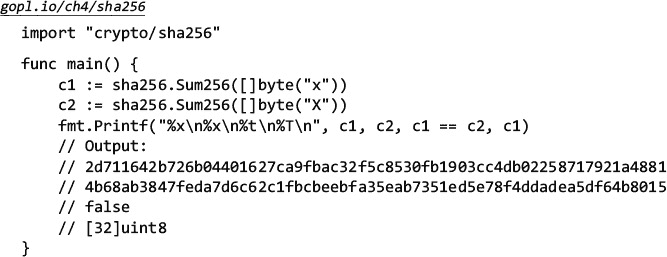 gopl.io/ch4/sha256
import "crypto/sha256"
func main() {
    c1 := sha256.Sum256([]byte("x"))
    c2 := sha256.Sum256([]byte("X"))
    fmt.Printf("%x\n%x\n%t\n%T\n", c1, c2, c1 == c2, c1)
    // Output:
    // 2d711642b726b04401627ca9fbac32f5c8530fb1903cc4db02258717921a4881
    // 4b68ab3847feda7d6c62c1fbcbeebfa35eab7351ed5e78f4ddadea5df64b8015
    // false
    // [32]uint8
}